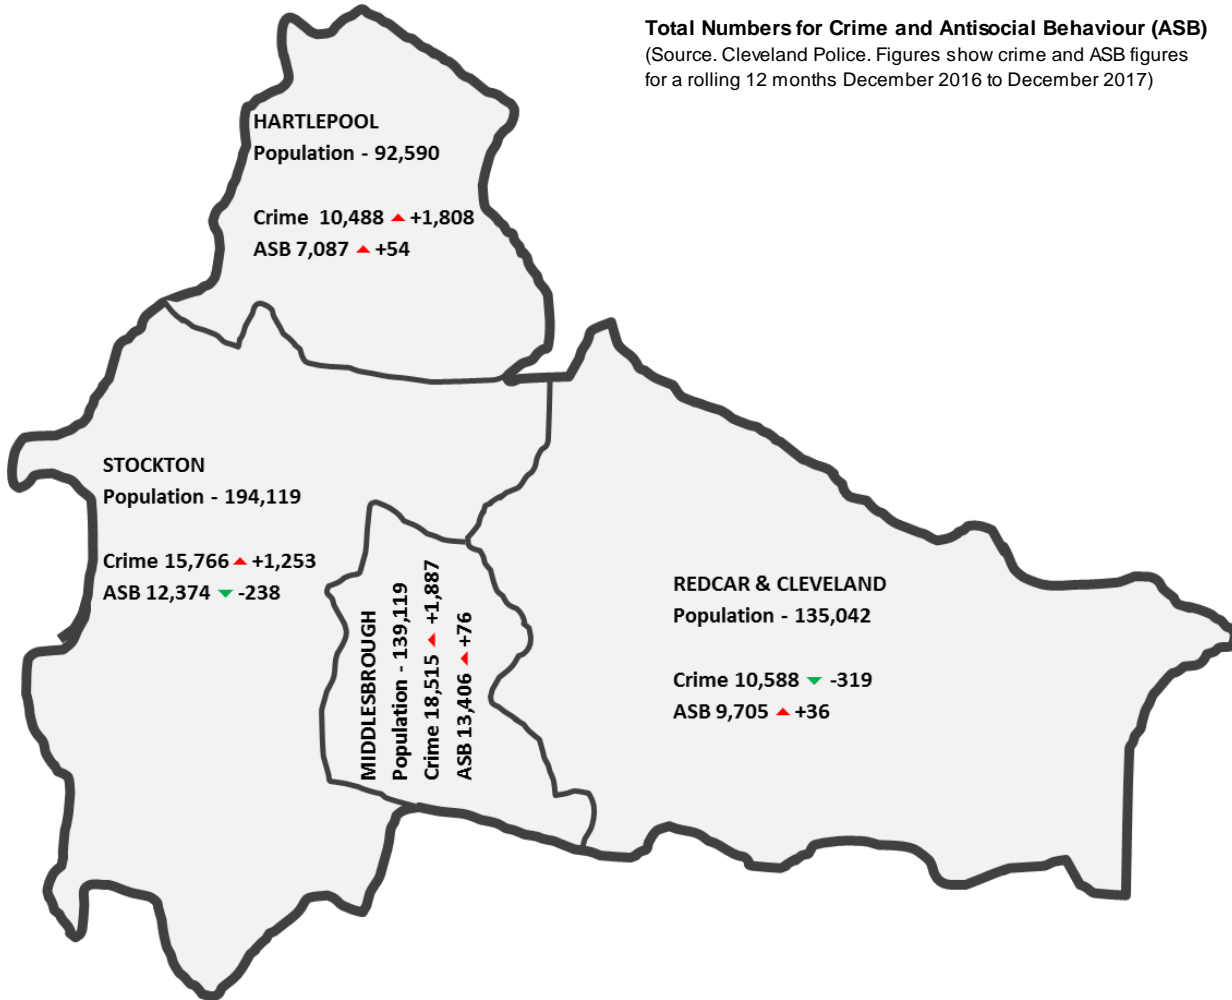 Total Numbers for Crime and Antisocial Behaviour (ASB)
(Source. Cleveland Police. Figures show crime and ASB figures
for a rolling 12 months December 2016 to December 2017)
HARTLEPOOL
Population - 92,590
Crime 10,488 +1,808
ASB 7,087 +54
STOCKTON
Population - 194,119
Crime 15,766 +1,253
ASB 12,374 -238
MIDDLESBROUGH
Population - 139,119
Crime 18,515 +1,887
ASB 13,406 +76
REDCAR & CLEVELAND
Population - 135,042
Crime 10,588 -319
ASB 9,705 +36